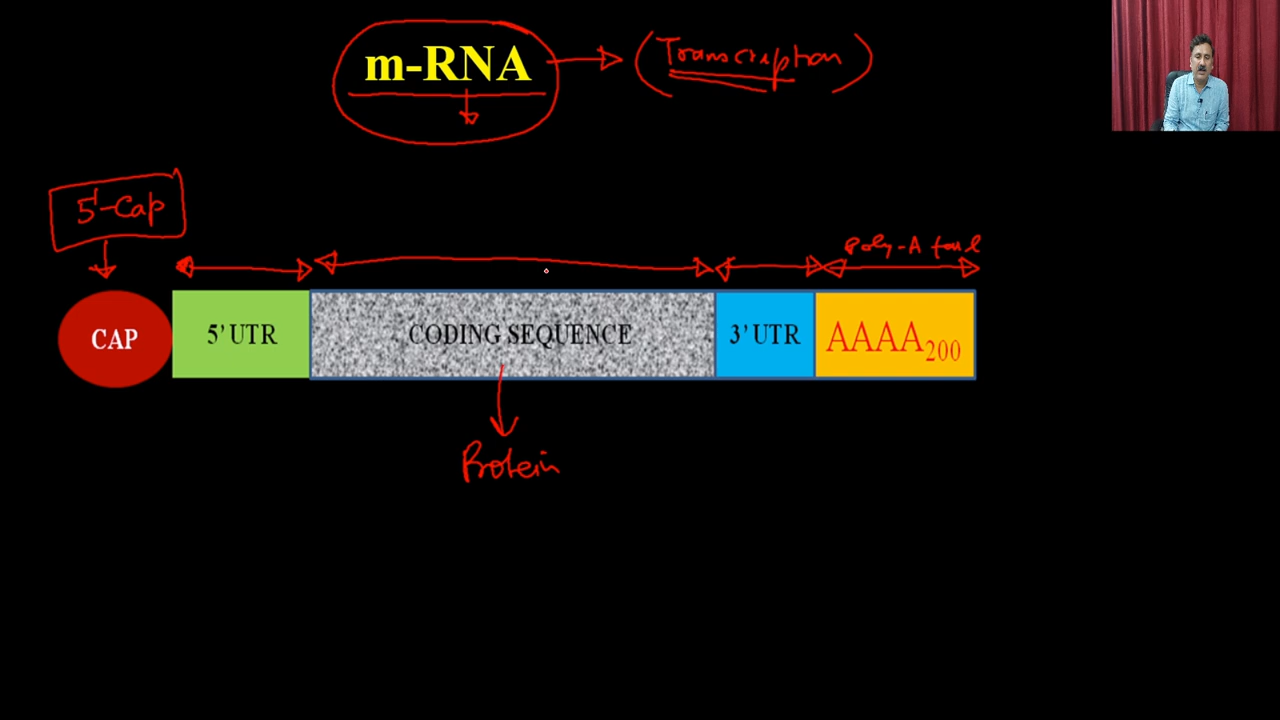 m-RNA (Transcription)
5'-Cap
Poly-A tail
CAP 5' UTR CODING SEQUENCE 3' UTR AAAA200
Protein